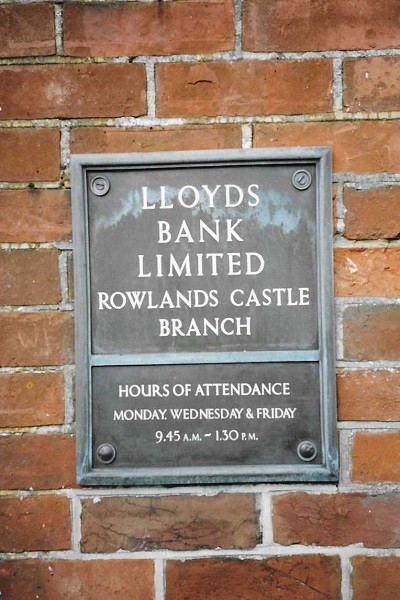 LLOYDS
BANK
LIMITED
ROWLANDS CASTLE
BRANCH
HOURS OF ATTENDANCE
MONDAY, WEDNESDAY & FRIDAY
9.45 A.M. ~ 1.30 P.M.